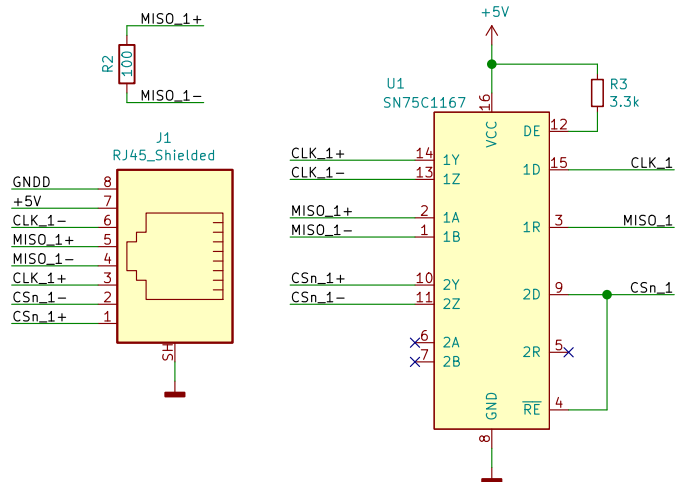 MISO_1+
R2
100
MISO_1-
J1
RJ45_Shielded
GNDD 8
+5V 7
CLK_1- 6
MISO_1+ 5
MISO_1- 4
CLK_1+ 3
CSn_1- 2
CSn_1+ 1
SH
+5V
U1
SN75C1167
R3
3.3k
16
VCC
DE 12
CLK_1+ 14 1Y
1D 15 CLK_1
CLK_1- 13 1Z
MISO_1+ 2 1A
1R 3 MISO_1
MISO_1- 1 1B
CSn_1+ 10 2Y
2D 9 CSn_1
CSn_1- 11 2Z
6 2A
2R 5
7 2B
GND
RE 4
8